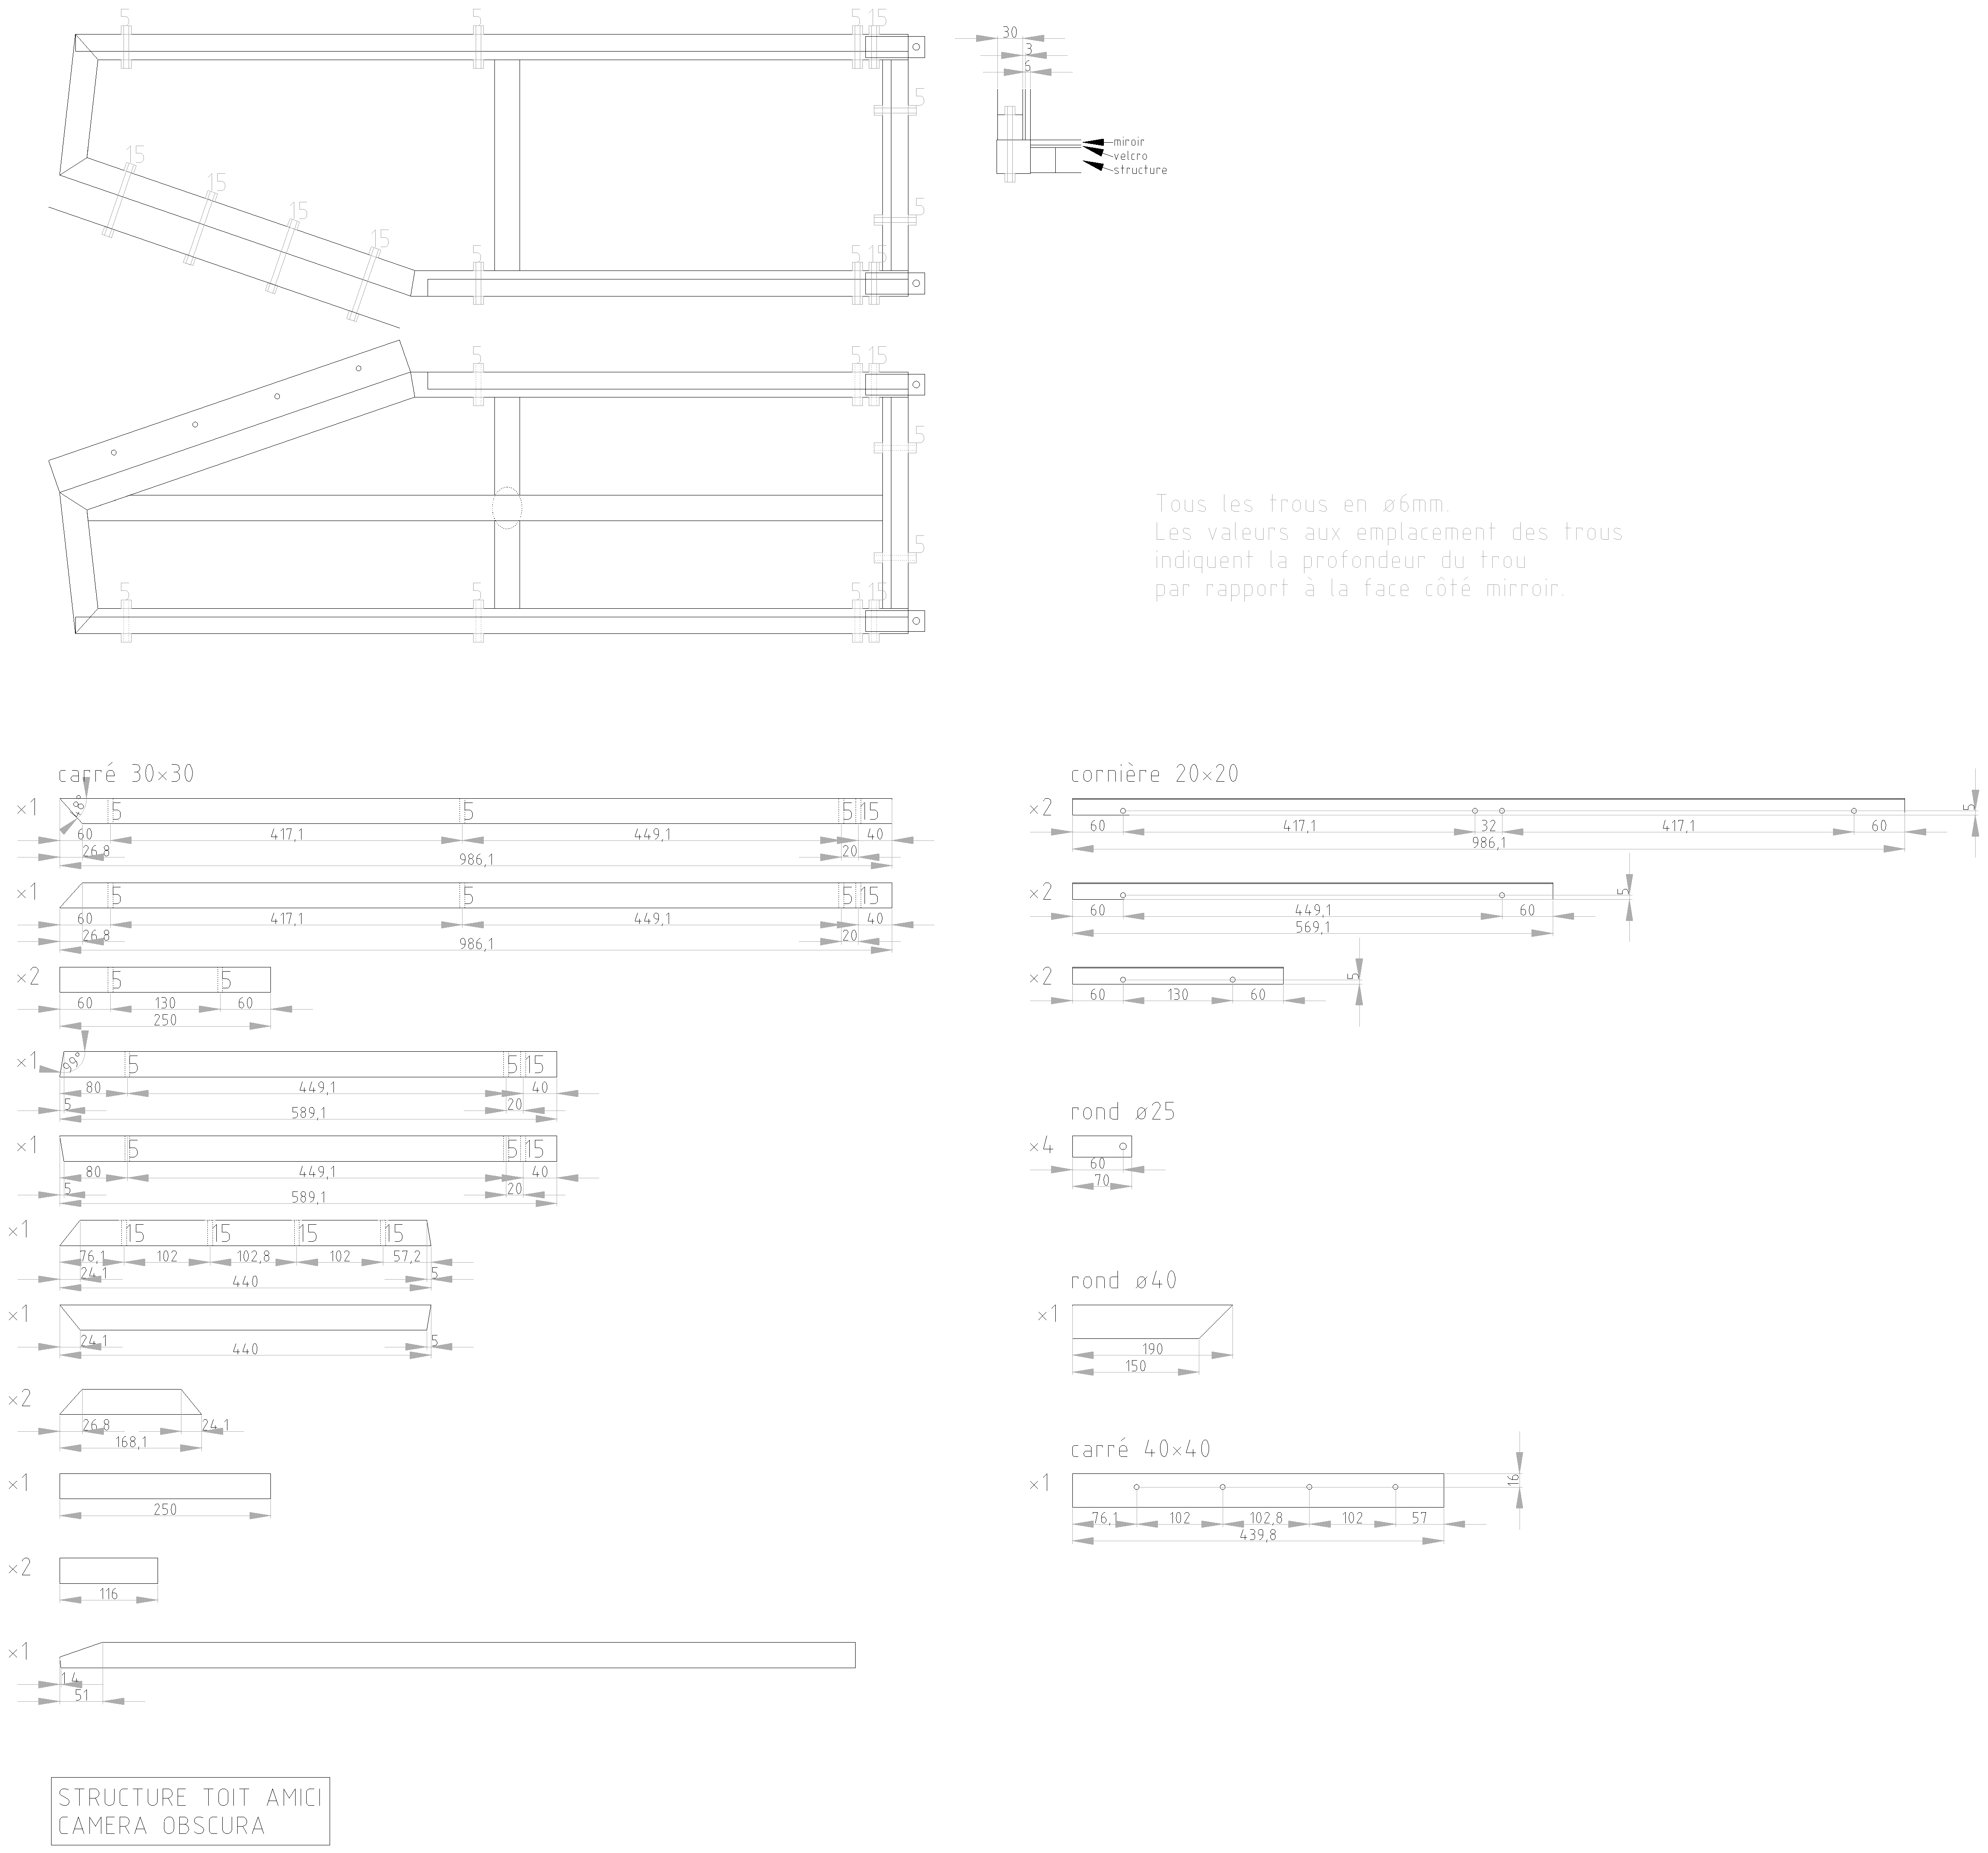 5 5 5 15
5
15
15
5
15
15
5 5 15
30
3
6
miroir
velcro
structure
5 5 15
5
5
5 5 5 15
Tous les trous en ø6mm.
Les valeurs aux emplacement des trous
indiquent la profondeur du trou
par rapport à la face côté mirroir.
carré 30×30
×1 48° 5 5 5 15
60 417,1 449,1 40
26,8 20
986,1
×1 5 5 5 15
60 417,1 449,1 40
26,8 20
986,1
×2 5 5
60 130 60
250
×1 99° 5 5 15
80 449,1 40
5 20
589,1
×1 5 5 15
80 449,1 40
5 20
589,1
×1 15 15 15 15
76,1 102 102,8 102 57,2
24,1 5
440
×1
24,1 5
440
×2
26,8 24,1
168,1
×1
250
×2
116
×1
1,4
51
cornière 20×20
×2 5
60 417,1 32 417,1 60
986,1
×2 5
60 449,1 60
569,1
×2 5
60 130 60
rond ø25
×4
60
70
rond ø40
×1
190
150
carré 40×40
×1 16
76,1 102 102,8 102 57
439,8
STRUCTURE TOIT AMICI
CAMERA OBSCURA